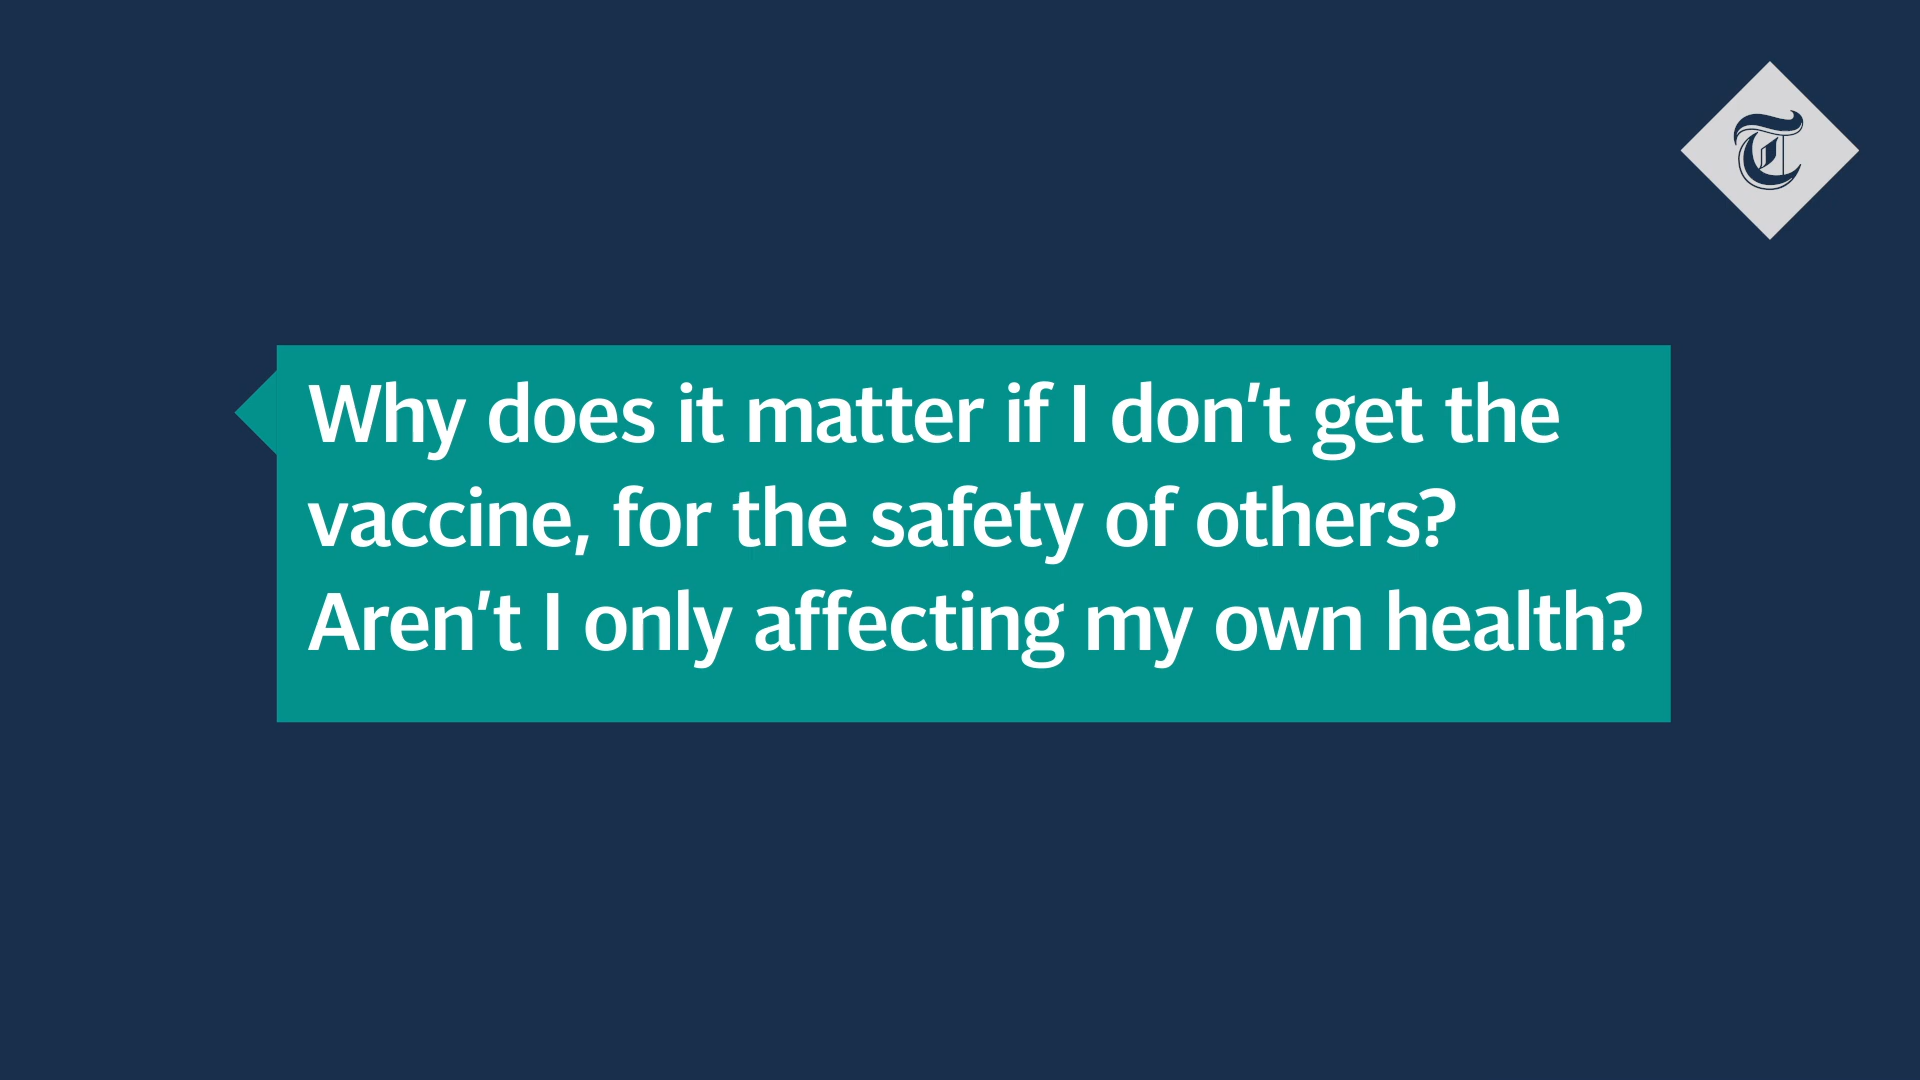 T
Why does it matter if I don't get the
vaccine, for the safety of others?
Aren't I only affecting my own health?